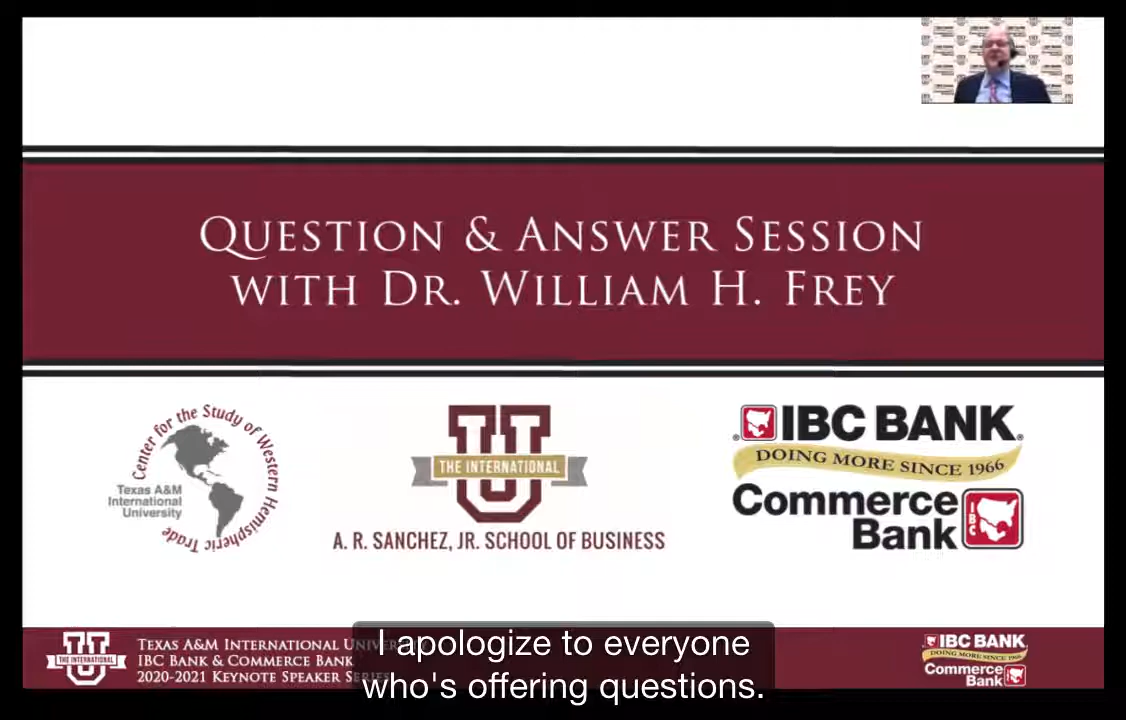 QUESTION & ANSWER SESSION
WITH DR. WILLIAM H. FREY
Center for the Study of Western Hemispheric Trade
Texas A&M
International
University
U
THE INTERNATIONAL
A. R. SANCHEZ, JR. SCHOOL OF BUSINESS
IBC BANK
DOING MORE SINCE 1966
Commerce
Bank
IBC
THE INTERNATIONAL
TEXAS A&M INTERNATIONAL UNIVERSITY
IBC BANK & COMMERCE BANK
2020-2021 KEYNOTE SPEAKER SERIES
IBC BANK
DOING MORE SINCE 1966
Commerce
Bank
I apologize to everyone
who's offering questions.